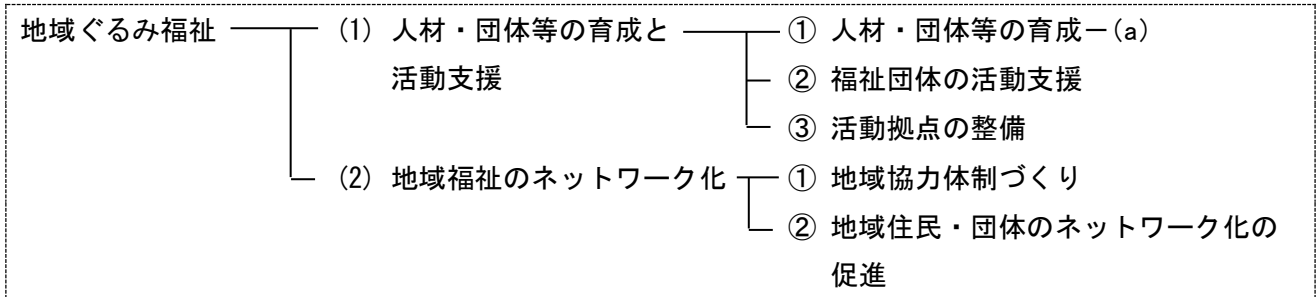 地域ぐるみ福祉 (1) 人材・団体等の育成と ① 人材・団体等の育成－(a)
活動支援 ② 福祉団体の活動支援
③ 活動拠点の整備
(2) 地域福祉のネットワーク化 ① 地域協力体制づくり
② 地域住民・団体のネットワーク化の
促進